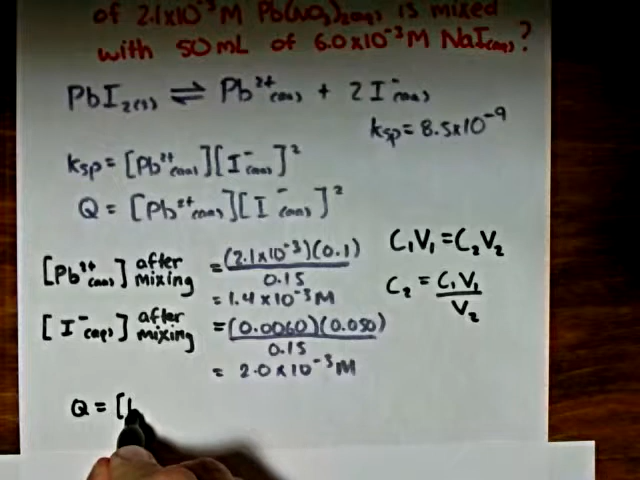 of 2.1x10⁻³ M Pb(NO₃)₂(aq) is mixed
with 50mL of 6.0x10⁻³ M NaI(aq)?
PbI₂(s) ⇌ Pb²⁺(aq) + 2 I⁻(aq)
Ksp = 8.5x10⁻⁹
Ksp = [Pb²⁺(aq)][I⁻(aq)]²
Q = [Pb²⁺(aq)][I⁻(aq)]²
C₁V₁ = C₂V₂
C₂ = C₁V₁ / V₂
[Pb²⁺(aq)] after mixing = (2.1x10⁻³)(0.1) / 0.15
= 1.4x10⁻³ M
[I⁻(aq)] after mixing = (0.0060)(0.050) / 0.15
= 2.0x10⁻³ M
Q = [